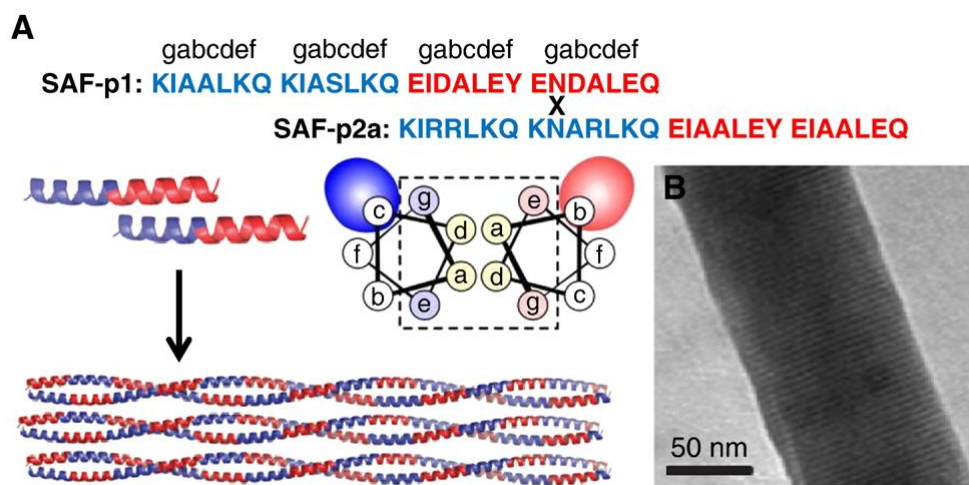 A
gabcdef gabcdef gabcdef gabcdef
SAF-p1: KIAALKQ KIASLKQ EIDALEY ENDALEQ
X
SAF-p2a: KIRRLKQ KNARLKQ EIAALEY EIAALEQ
c g e b
d a
f f
a d
b e g c
B
50 nm